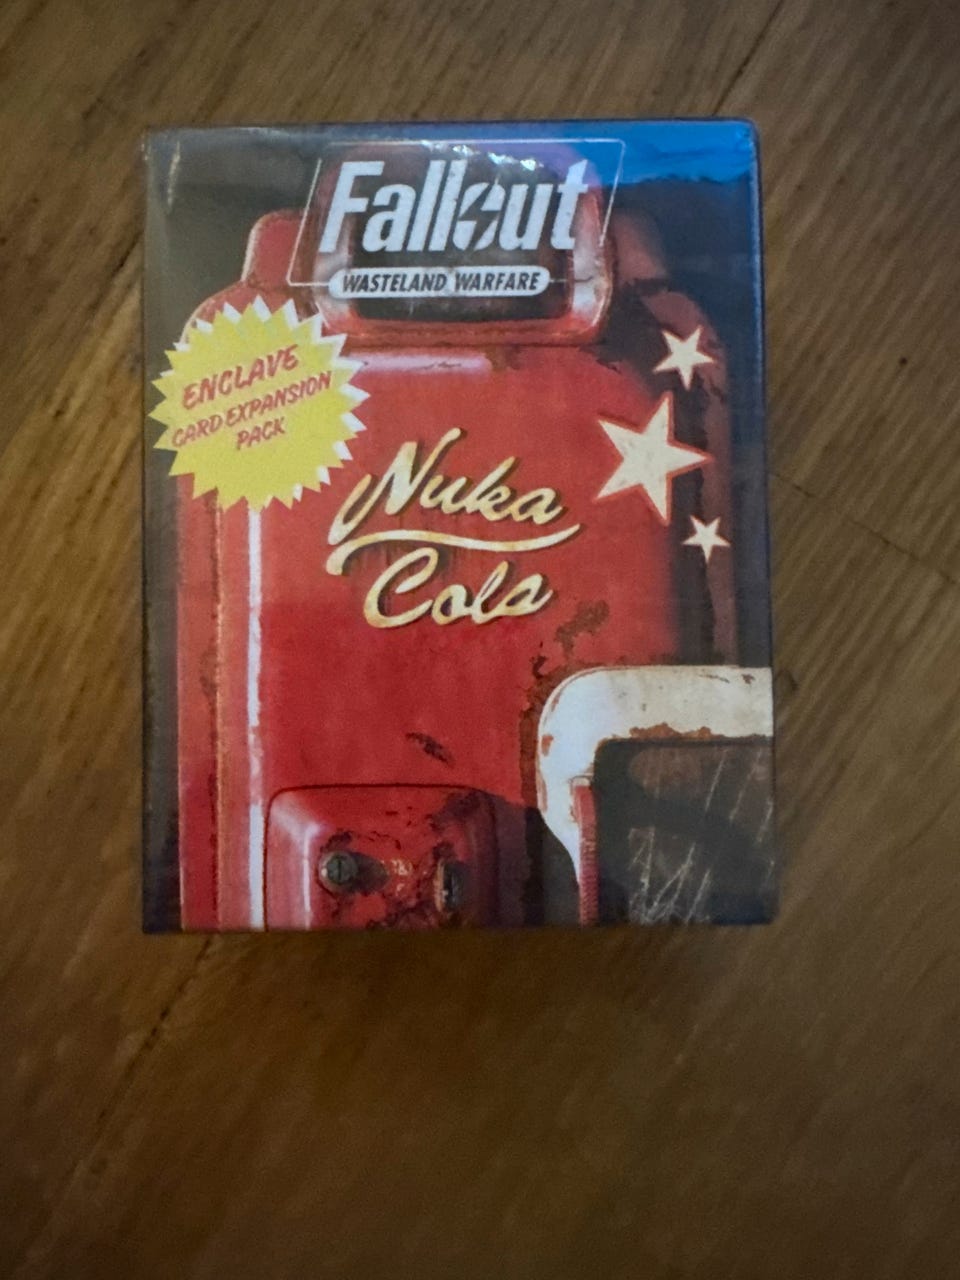 Fallout
WASTELAND WARFARE
ENCLAVE
CARD EXPANSION
PACK
Nuka
Cola